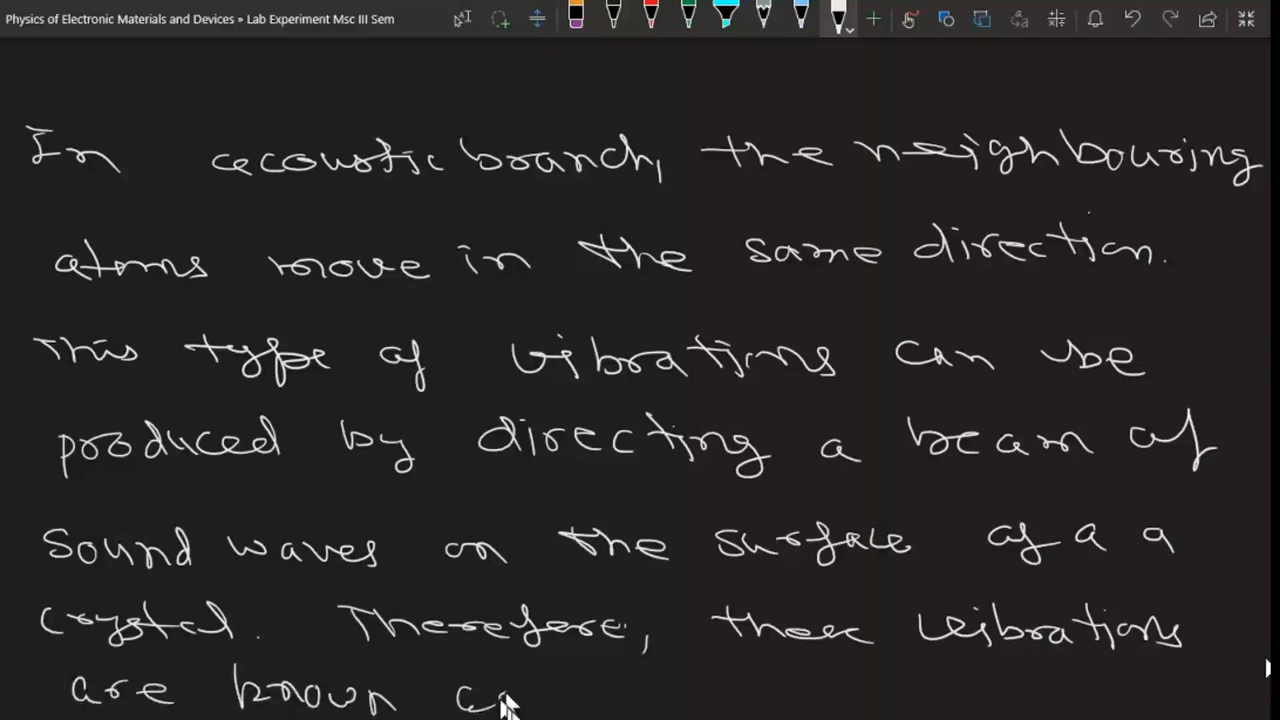 Physics of Electronic Materials and Devices » Lab Experiment Msc III Sem
In acoustic branch, the neighbouring
atoms move in the same direction.
This type of vibrations can be
produced by directing a beam of
sound waves on the surface of a a
crystal. Therefore, these vibrations
are known